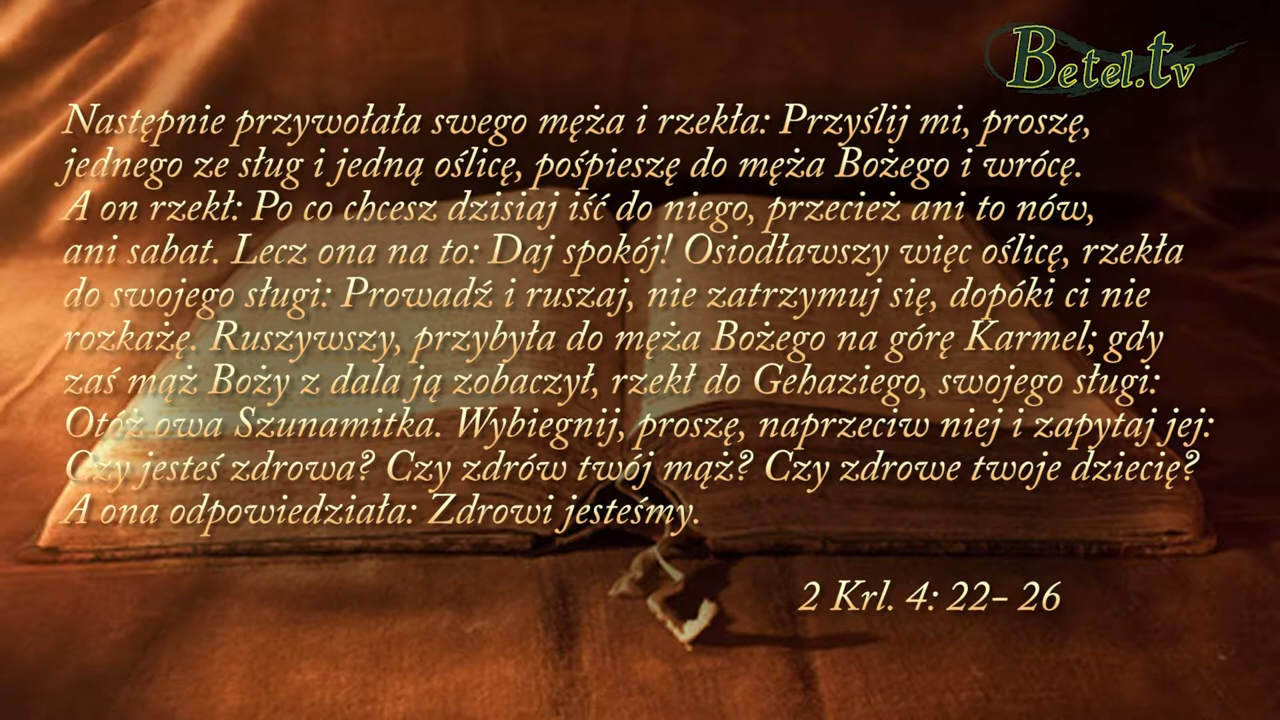 Betel.tv
Następnie przywołała swego męża i rzekła: Przyślij mi, proszę,
jednego ze sług i jedną oślicę, pośpieszę do męża Bożego i wrócę.
A on rzekł: Po co chcesz dzisiaj iść do niego, przecież ani to nów,
ani sabat. Lecz ona na to: Daj spokój! Osiodławszy więc oślicę, rzekła
do swojego sługi: Prowadź i ruszaj, nie zatrzymuj się, dopóki ci nie
rozkażę. Ruszywszy, przybyła do męża Bożego na górę Karmel; gdy
zaś mąż Boży z dala ją zobaczył, rzekł do Gehaziego, swojego sługi:
Otóż owa Szunamitka. Wybiegnij, proszę, naprzeciw niej i zapytaj jej:
Czy jesteś zdrowa? Czy zdrów twój mąż? Czy zdrowe twoje dziecię?
A ona odpowiedziała: Zdrowi jesteśmy.
2 Krl. 4: 22- 26